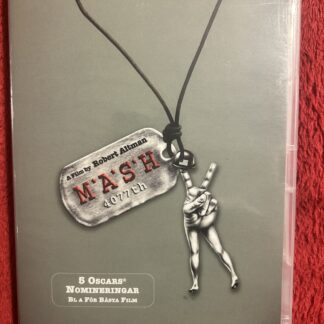 A Film by Robert Altman
M*A*S*H
4077th
5 Oscars®
Nomineringar
Bl a För Bästa Film